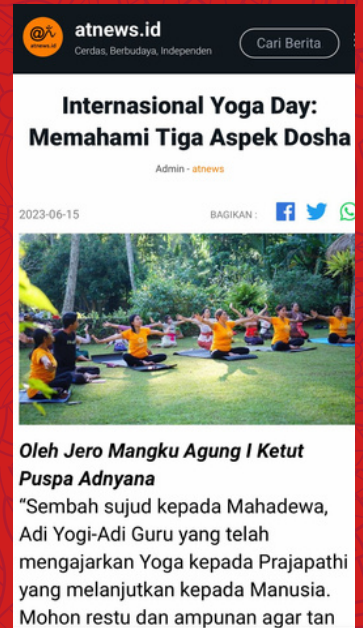 atnews.id
Cerdas, Berbudaya, Independen
Cari Berita
atnews.id
Internasional Yoga Day:
Memahami Tiga Aspek Dosha
Admin - atnews
2023-06-15
BAGIKAN :
Oleh Jero Mangku Agung I Ketut
Puspa Adnyana
“Sembah sujud kepada Mahadewa,
Adi Yogi-Adi Guru yang telah
mengajarkan Yoga kepada Prajapathi
yang melanjutkan kepada Manusia.
Mohon restu dan ampunan agar tan